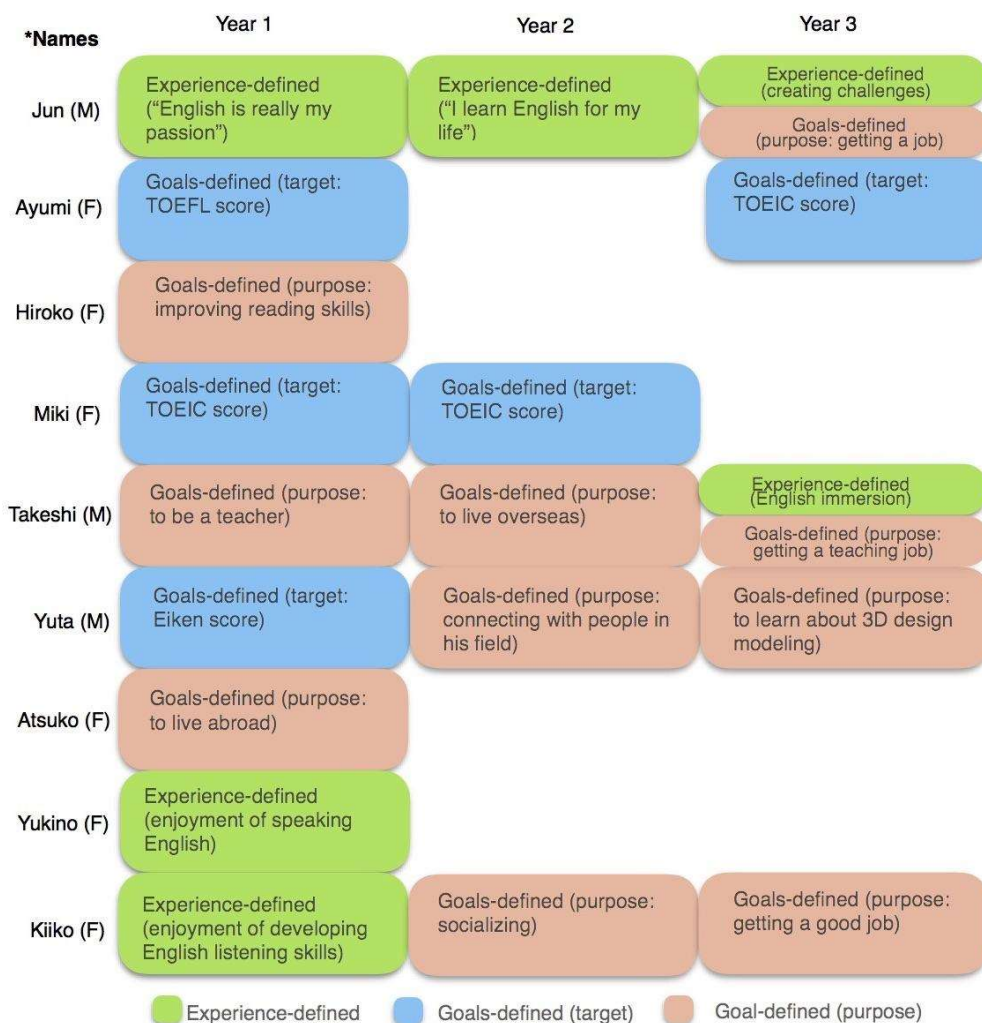 *Names
Year 1
Year 2
Year 3
Jun (M)
Experience-defined
(“English is really my
passion”)
Experience-defined
(“I learn English for my
life”)
Experience-defined
(creating challenges)
Goals-defined
(purpose: getting a job)
Ayumi (F)
Goals-defined (target:
TOEFL score)
Goals-defined (target:
TOEIC score)
Hiroko (F)
Goals-defined (purpose:
improving reading skills)
Miki (F)
Goals-defined (target:
TOEIC score)
Goals-defined (target:
TOEIC score)
Takeshi (M)
Goals-defined (purpose:
to be a teacher)
Goals-defined (purpose:
to live overseas)
Experience-defined
(English immersion)
Goals-defined (purpose:
getting a teaching job)
Yuta (M)
Goals-defined (target:
Eiken score)
Goals-defined (purpose:
connecting with people in
his field)
Goals-defined (purpose:
to learn about 3D design
modeling)
Atsuko (F)
Goals-defined (purpose:
to live abroad)
Yukino (F)
Experience-defined
(enjoyment of speaking
English)
Kiiko (F)
Experience-defined
(enjoyment of developing
English listening skills)
Goals-defined (purpose:
socializing)
Goals-defined (purpose:
getting a good job)
Experience-defined
Goals-defined (target)
Goal-defined (purpose)